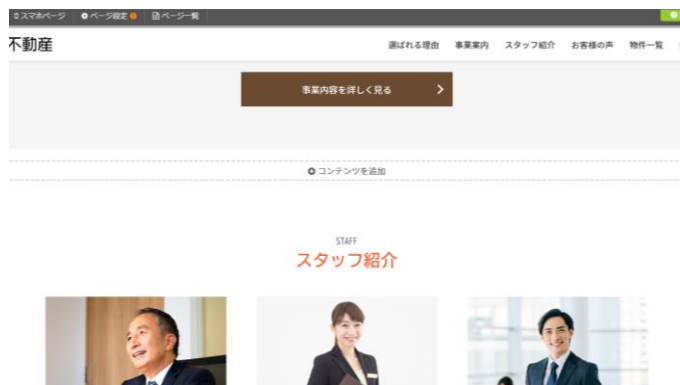 スマホページ ページ設定 ページ一覧
不動産
選ばれる理由 事業案内 スタッフ紹介 お客様の声 物件一覧
事業内容を詳しく見る
コンテンツを追加
STAFF
スタッフ紹介